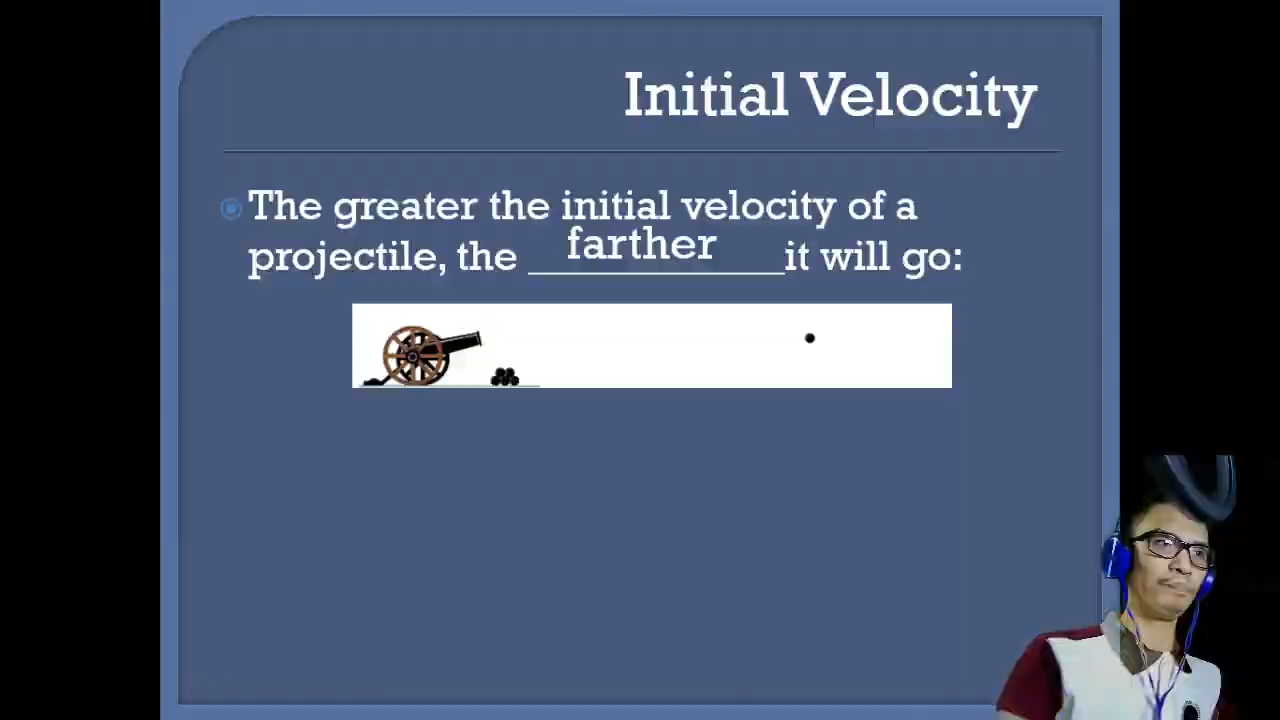 Initial Velocity
The greater the initial velocity of a
projectile, the farther it will go: